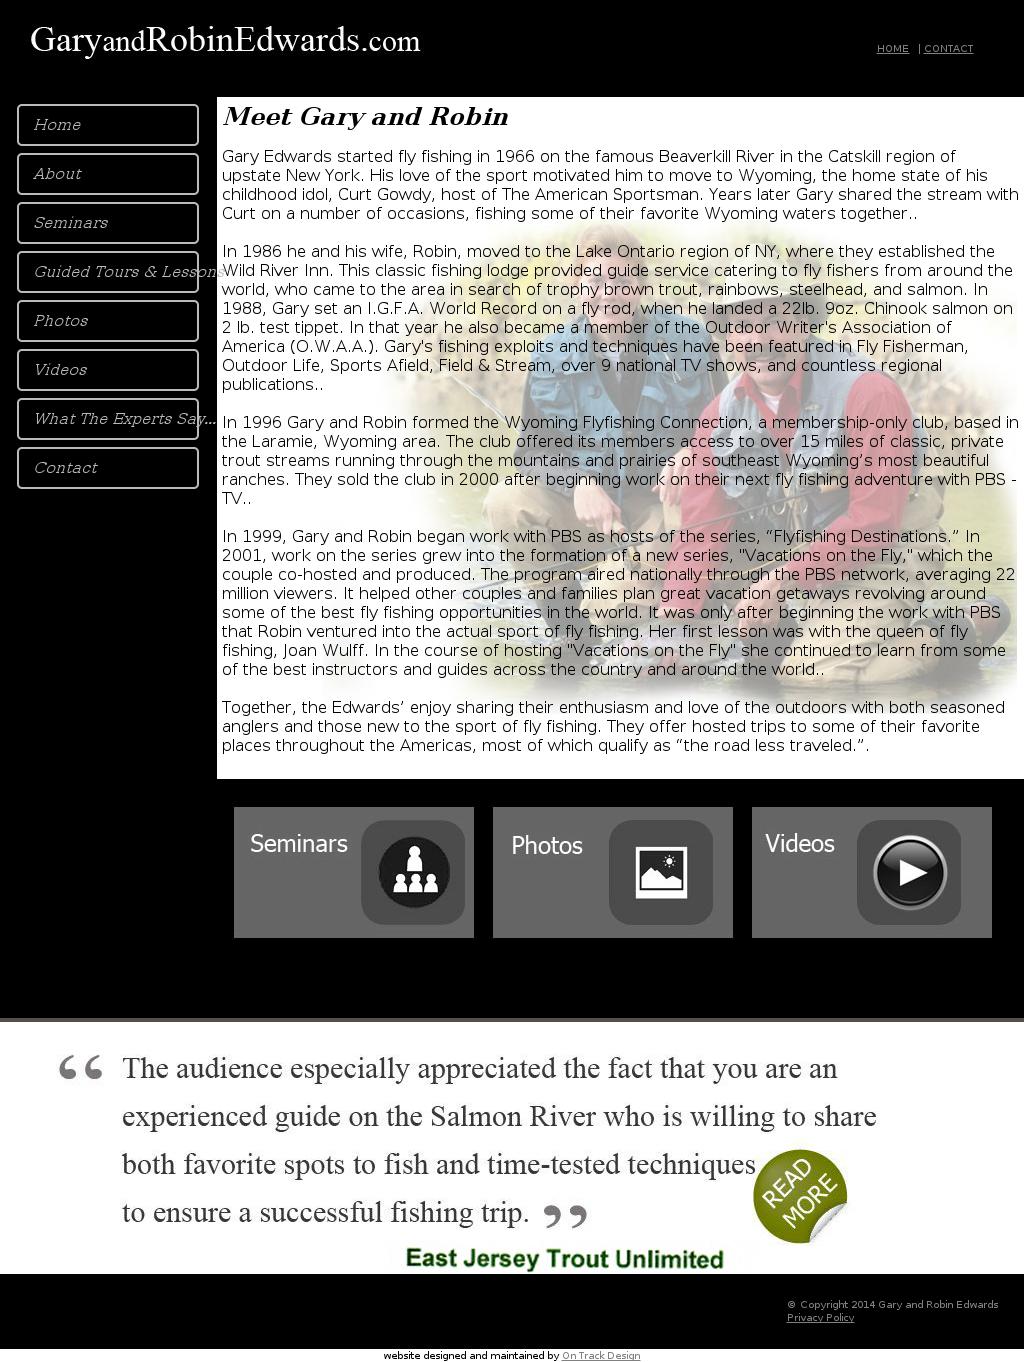 GaryandRobinEdwards.com
HOME | CONTACT
Home
About
Seminars
Guided Tours & Lessons
Photos
Videos
What The Experts Say...
Contact
Meet Gary and Robin
Gary Edwards started fly fishing in 1966 on the famous Beaverkill River in the Catskill region of
upstate New York. His love of the sport motivated him to move to Wyoming, the home state of his
childhood idol, Curt Gowdy, host of The American Sportsman. Years later Gary shared the stream with
Curt on a number of occasions, fishing some of their favorite Wyoming waters together..
In 1986 he and his wife, Robin, moved to the Lake Ontario region of NY, where they established the
Wild River Inn. This classic fishing lodge provided guide service catering to fly fishers from around the
world, who came to the area in search of trophy brown trout, rainbows, steelhead, and salmon. In
1988, Gary set an I.G.F.A. World Record on a fly rod, when he landed a 22lb. 9oz. Chinook salmon on
2 lb. test tippet. In that year he also became a member of the Outdoor Writer's Association of
America (O.W.A.A.). Gary's fishing exploits and techniques have been featured in Fly Fisherman,
Outdoor Life, Sports Afield, Field & Stream, over 9 national TV shows, and countless regional
publications..
In 1996 Gary and Robin formed the Wyoming Flyfishing Connection, a membership-only club, based in
the Laramie, Wyoming area. The club offered its members access to over 15 miles of classic, private
trout streams running through the mountains and prairies of southeast Wyoming’s most beautiful
ranches. They sold the club in 2000 after beginning work on their next fly fishing adventure with PBS -
TV..
In 1999, Gary and Robin began work with PBS as hosts of the series, “Flyfishing Destinations.” In
2001, work on the series grew into the formation of a new series, "Vacations on the Fly," which the
couple co-hosted and produced. The program aired nationally through the PBS network, averaging 22
million viewers. It helped other couples and families plan great vacation getaways revolving around
some of the best fly fishing opportunities in the world. It was only after beginning the work with PBS
that Robin ventured into the actual sport of fly fishing. Her first lesson was with the queen of fly
fishing, Joan Wulff. In the course of hosting "Vacations on the Fly" she continued to learn from some
of the best instructors and guides across the country and around the world..
Together, the Edwards’ enjoy sharing their enthusiasm and love of the outdoors with both seasoned
anglers and those new to the sport of fly fishing. They offer hosted trips to some of their favorite
places throughout the Americas, most of which qualify as “the road less traveled.”.
Seminars
Photos
Videos
“ The audience especially appreciated the fact that you are an
experienced guide on the Salmon River who is willing to share
both favorite spots to fish and time-tested techniques
to ensure a successful fishing trip. ”
READ
MORE
East Jersey Trout Unlimited
© Copyright 2014 Gary and Robin Edwards
Privacy Policy
website designed and maintained by On Track Design